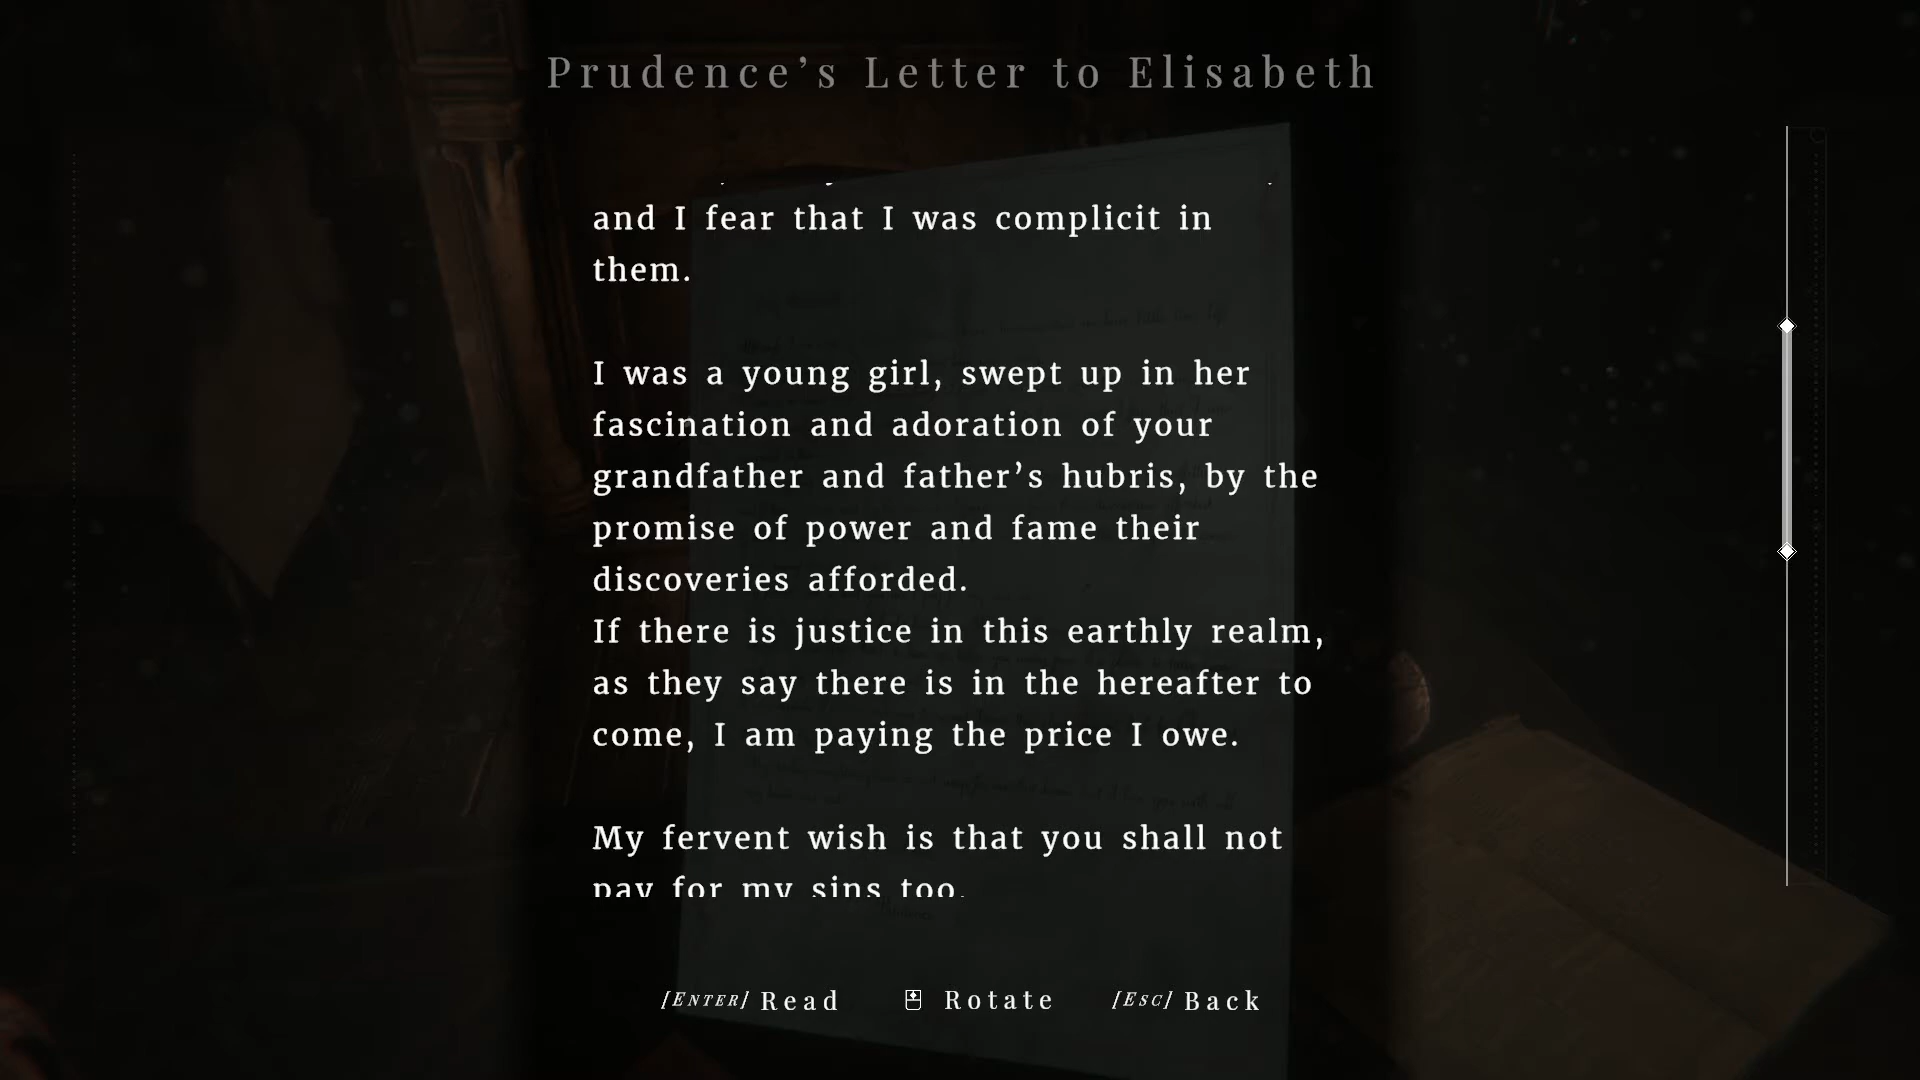 Prudence’s Letter to Elisabeth
and I fear that I was complicit in
them.
I was a young girl, swept up in her
fascination and adoration of your
grandfather and father’s hubris, by the
promise of power and fame their
discoveries afforded.
If there is justice in this earthly realm,
as they say there is in the hereafter to
come, I am paying the price I owe.
My fervent wish is that you shall not
pay for my sins too.
[ENTER] Read Rotate [ESC] Back